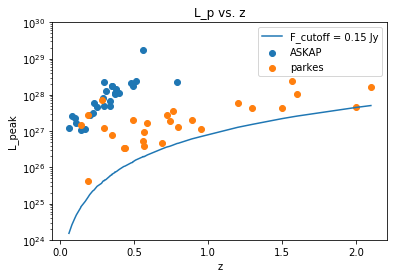 L_p vs. z
10^30
10^29
10^28
10^27
10^26
10^25
10^24
L_peak
F_cutoff = 0.15 Jy
ASKAP
parkes
0.0 0.5 1.0 1.5 2.0
z